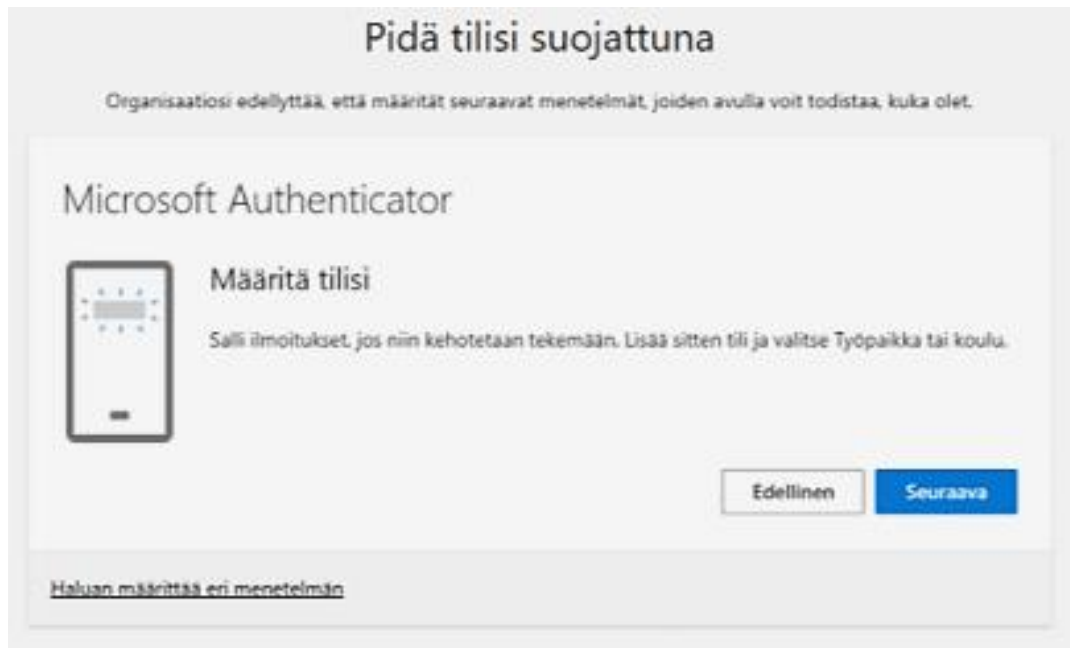 Pidä tilisi suojattuna
Organisaatiosi edellyttää, että määrität seuraavat menetelmät, joiden avulla voit todistaa, kuka olet.
Microsoft Authenticator
Määritä tilisi
Salli ilmoitukset, jos niin kehotetaan tekemään. Lisää sitten tili ja valitse Työpaikka tai koulu.
Edellinen
Seuraava
Haluan määrittää eri menetelmän